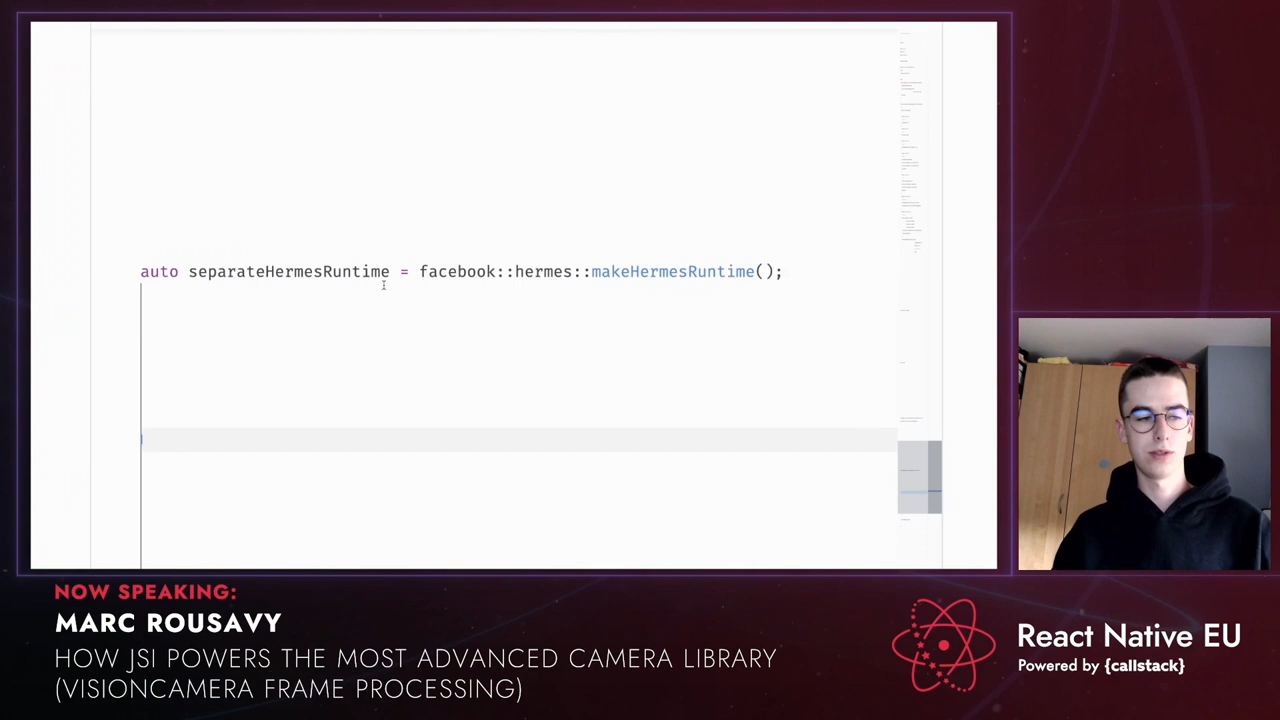 auto separateHermesRuntime = facebook::hermes::makeHermesRuntime();
NOW SPEAKING:
MARC ROUSAVY
HOW JSI POWERS THE MOST ADVANCED CAMERA LIBRARY
(VISIONCAMERA FRAME PROCESSING)
React Native EU
Powered by {callstack}